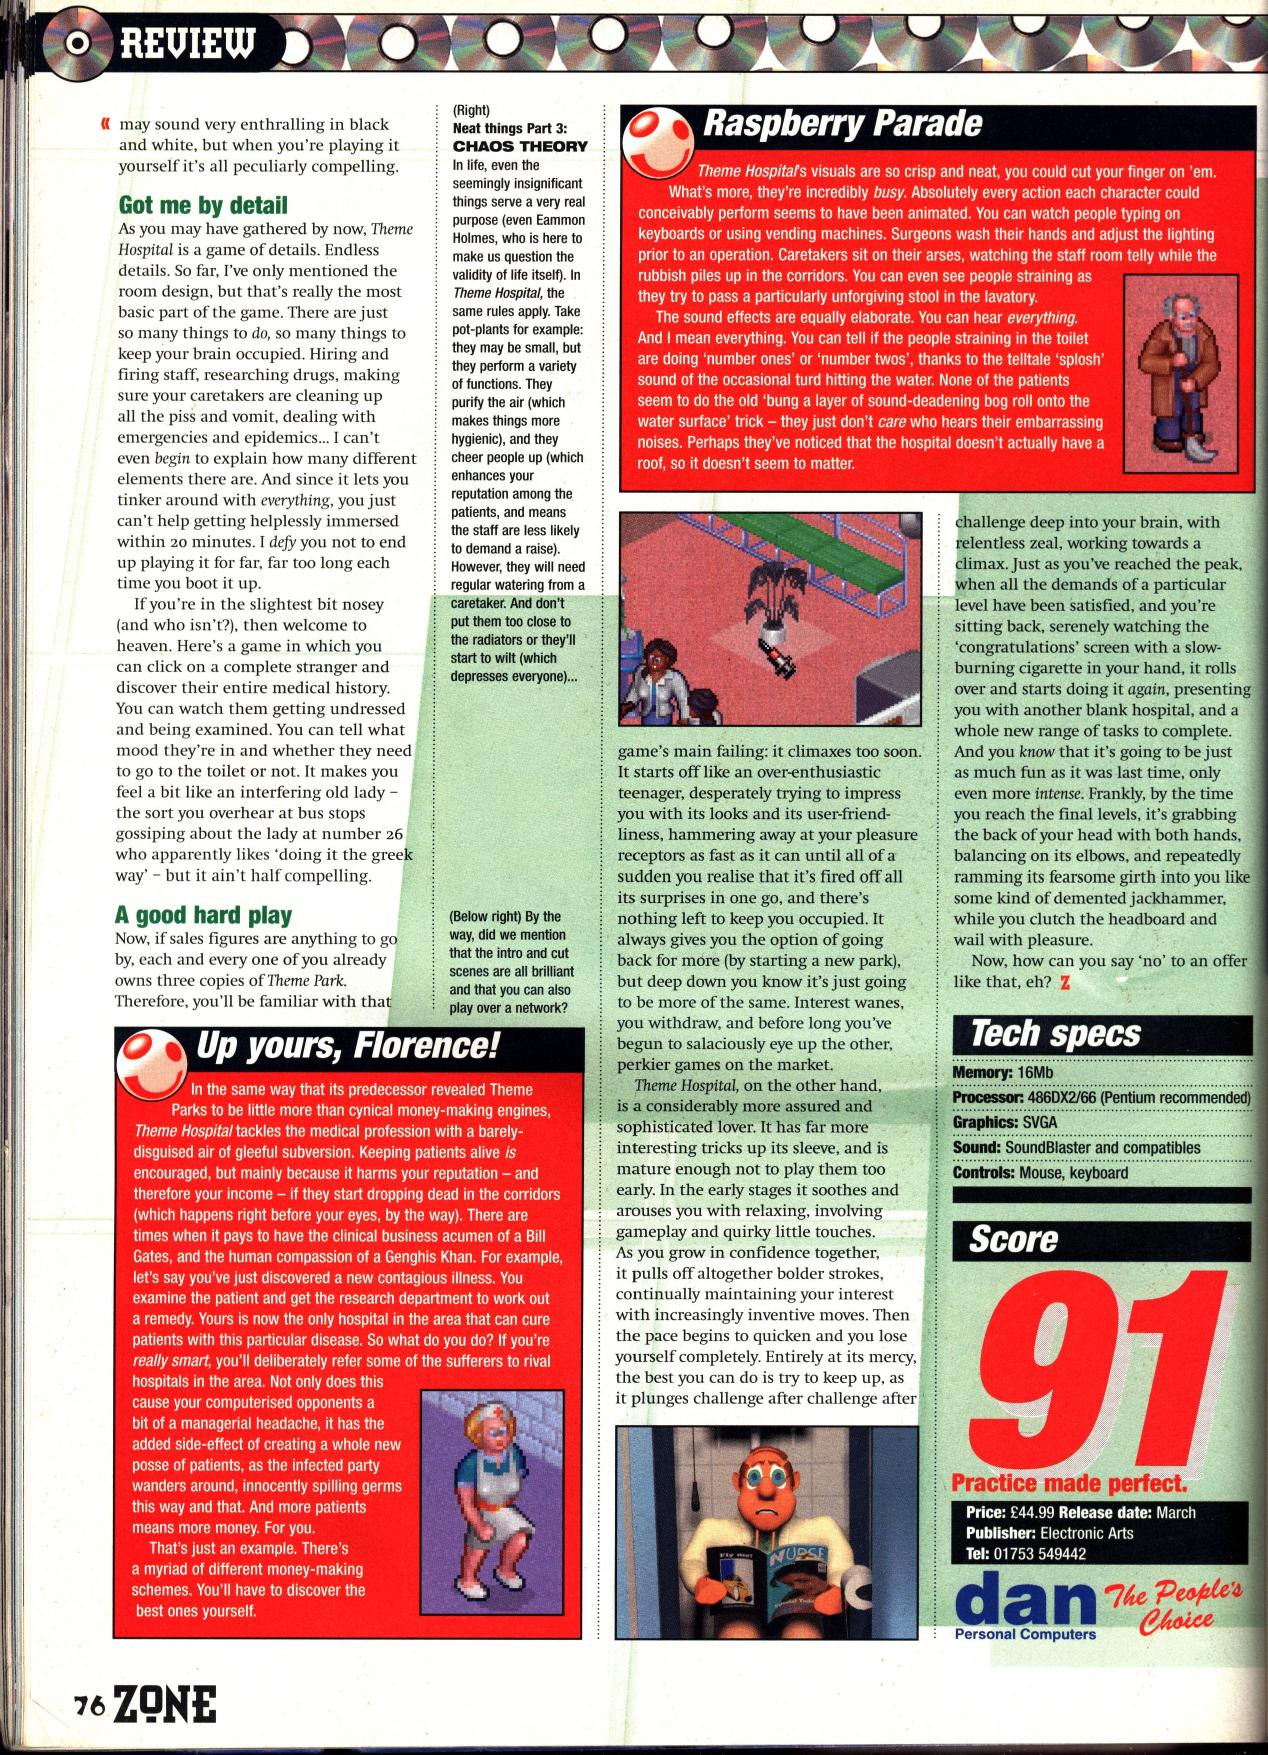 REVIEW
« may sound very enthralling in black
and white, but when you're playing it
yourself it's all peculiarly compelling.
Got me by detail
As you may have gathered by now, Theme
Hospital is a game of details. Endless
details. So far, I've only mentioned the
room design, but that's really the most
basic part of the game. There are just
so many things to do, so many things to
keep your brain occupied. Hiring and
firing staff, researching drugs, making
sure your caretakers are cleaning up
all the piss and vomit, dealing with
emergencies and epidemics... I can't
even begin to explain how many different
elements there are. And since it lets you
tinker around with everything, you just
can't help getting helplessly immersed
within 20 minutes. I defy you not to end
up playing it for far, far too long each
time you boot it up.
If you're in the slightest bit nosey
(and who isn't?), then welcome to
heaven. Here's a game in which you
can click on a complete stranger and
discover their entire medical history.
You can watch them getting undressed
and being examined. You can tell what
mood they're in and whether they need
to go to the toilet or not. It makes you
feel a bit like an interfering old lady –
the sort you overhear at bus stops
gossiping about the lady at number 26
who apparently likes 'doing it the greek
way' – but it ain't half compelling.
A good hard play
Now, if sales figures are anything to go
by, each and every one of you already
owns three copies of Theme Park.
Therefore, you'll be familiar with that
(Right)
Neat things Part 3:
CHAOS THEORY
In life, even the
seemingly insignificant
things serve a very real
purpose (even Eammon
Holmes, who is here to
make us question the
validity of life itself). In
Theme Hospital, the
same rules apply. Take
pot-plants for example:
they may be small, but
they perform a variety
of functions. They
purify the air (which
makes things more
hygienic), and they
cheer people up (which
enhances your
reputation among the
patients, and means
the staff are less likely
to demand a raise).
However, they will need
regular watering from a
caretaker. And don't
put them too close to
the radiators or they'll
start to wilt (which
depresses everyone)...
(Below right) By the
way, did we mention
that the intro and cut
scenes are all brilliant
and that you can also
play over a network?
Up yours, Florence!
In the same way that its predecessor revealed Theme
Parks to be little more than cynical money-making engines,
Theme Hospital tackles the medical profession with a barely-
disguised air of gleeful subversion. Keeping patients alive is
encouraged, but mainly because it harms your reputation – and
therefore your income – if they start dropping dead in the corridors
(which happens right before your eyes, by the way). There are
times when it pays to have the clinical business acumen of a Bill
Gates, and the human compassion of a Genghis Khan. For example,
let's say you've just discovered a new contagious illness. You
examine the patient and get the research department to work out
a remedy. Yours is now the only hospital in the area that can cure
patients with this particular disease. So what do you do? If you're
really smart, you'll deliberately refer some of the sufferers to rival
hospitals in the area. Not only does this
cause your computerised opponents a
bit of a managerial headache, it has the
added side-effect of creating a whole new
posse of patients, as the infected party
wanders around, innocently spilling germs
this way and that. And more patients
means more money. For you.
That's just an example. There's
a myriad of different money-making
schemes. You'll have to discover the
best ones yourself.
Raspberry Parade
Theme Hospital's visuals are so crisp and neat, you could cut your finger on 'em.
What's more, they're incredibly busy. Absolutely every action each character could
conceivably perform seems to have been animated. You can watch people typing on
keyboards or using vending machines. Surgeons wash their hands and adjust the lighting
prior to an operation. Caretakers sit on their arses, watching the staff room telly while the
rubbish piles up in the corridors. You can even see people straining as
they try to pass a particularly unforgiving stool in the lavatory.
The sound effects are equally elaborate. You can hear everything.
And I mean everything. You can tell if the people straining in the toilet
are doing 'number ones' or 'number twos', thanks to the telltale 'splosh'
sound of the occasional turd hitting the water. None of the patients
seem to do the old 'bung a layer of sound-deadening bog roll onto the
water surface' trick – they just don't care who hears their embarrassing
noises. Perhaps they've noticed that the hospital doesn't actually have a
roof, so it doesn't seem to matter.
game's main failing: it climaxes too soon.
It starts off like an over-enthusiastic
teenager, desperately trying to impress
you with its looks and its user-friend-
liness, hammering away at your pleasure
receptors as fast as it can until all of a
sudden you realise that it's fired off all
its surprises in one go, and there's
nothing left to keep you occupied. It
always gives you the option of going
back for more (by starting a new park),
but deep down you know it's just going
to be more of the same. Interest wanes,
you withdraw, and before long you've
begun to salaciously eye up the other,
perkier games on the market.
Theme Hospital, on the other hand,
is a considerably more assured and
sophisticated lover. It has far more
interesting tricks up its sleeve, and is
mature enough not to play them too
early. In the early stages it soothes and
arouses you with relaxing, involving
gameplay and quirky little touches.
As you grow in confidence together,
it pulls off altogether bolder strokes,
continually maintaining your interest
with increasingly inventive moves. Then
the pace begins to quicken and you lose
yourself completely. Entirely at its mercy,
the best you can do is try to keep up, as
it plunges challenge after challenge after
Fly me!
NURSE
challenge deep into your brain, with
relentless zeal, working towards a
climax. Just as you've reached the peak,
when all the demands of a particular
level have been satisfied, and you're
sitting back, serenely watching the
'congratulations' screen with a slow-
burning cigarette in your hand, it rolls
over and starts doing it again, presenting
you with another blank hospital, and a
whole new range of tasks to complete.
And you know that it's going to be just
as much fun as it was last time, only
even more intense. Frankly, by the time
you reach the final levels, it's grabbing
the back of your head with both hands,
balancing on its elbows, and repeatedly
ramming its fearsome girth into you like
some kind of demented jackhammer,
while you clutch the headboard and
wail with pleasure.
Now, how can you say 'no' to an offer
like that, eh? Z
Tech specs
Memory: 16Mb
Processor: 486DX2/66 (Pentium recommended)
Graphics: SVGA
Sound: SoundBlaster and compatibles
Controls: Mouse, keyboard
Score
91
Practice made perfect.
Price: £44.99 Release date: March
Publisher: Electronic Arts
Tel: 01753 549442
dan The People's
Personal Computers Choice
76 ZONE